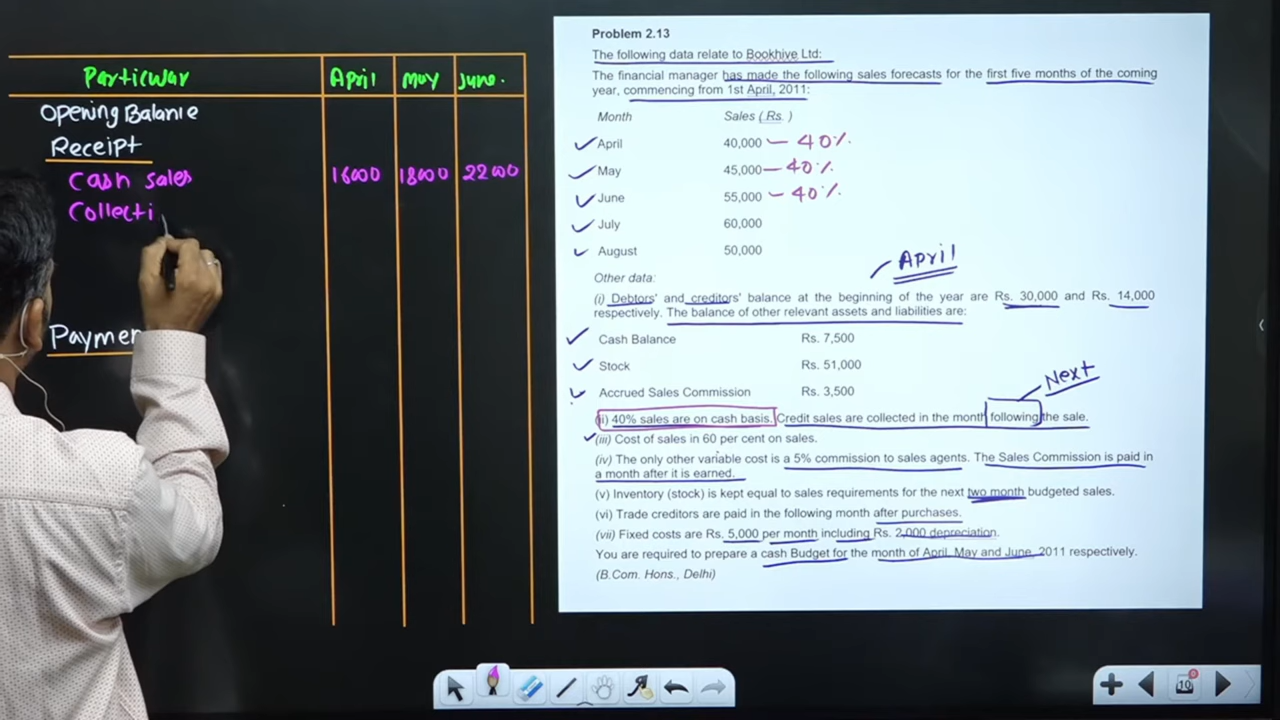 Particular April May June.
Opening Balance
Receipt
Cash sales 16000 18000 22000
Collecti
Paymen
Problem 2.13
The following data relate to Bookhive Ltd:
The financial manager has made the following sales forecasts for the first five months of the coming
year, commencing from 1st April, 2011:
Month Sales (Rs. )
April 40,000 – 40%.
May 45,000 – 40%.
June 55,000 – 40%.
July 60,000
August 50,000
April
Other data:
(i) Debtors' and creditors' balance at the beginning of the year are Rs. 30,000 and Rs. 14,000
respectively. The balance of other relevant assets and liabilities are:
Cash Balance Rs. 7,500
Stock Rs. 51,000
Next
Accrued Sales Commission Rs. 3,500
(ii) 40% sales are on cash basis. Credit sales are collected in the month following the sale.
(iii) Cost of sales in 60 per cent on sales.
(iv) The only other variable cost is a 5% commission to sales agents. The Sales Commission is paid in
a month after it is earned.
(v) Inventory (stock) is kept equal to sales requirements for the next two month budgeted sales.
(vi) Trade creditors are paid in the following month after purchases.
(vii) Fixed costs are Rs. 5,000 per month including Rs. 2,000 depreciation.
You are required to prepare a cash Budget for the month of April, May and June, 2011 respectively.
(B.Com. Hons., Delhi)
10